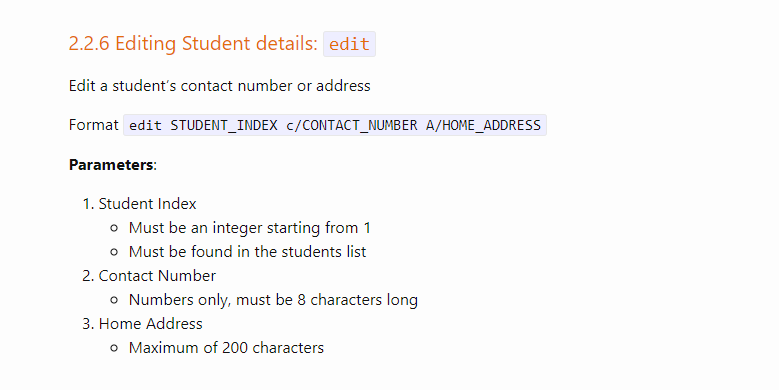 2.2.6 Editing Student details: edit
Edit a student's contact number or address
Format edit STUDENT_INDEX c/CONTACT_NUMBER A/HOME_ADDRESS
Parameters:
1. Student Index
◦ Must be an integer starting from 1
◦ Must be found in the students list
2. Contact Number
◦ Numbers only, must be 8 characters long
3. Home Address
◦ Maximum of 200 characters